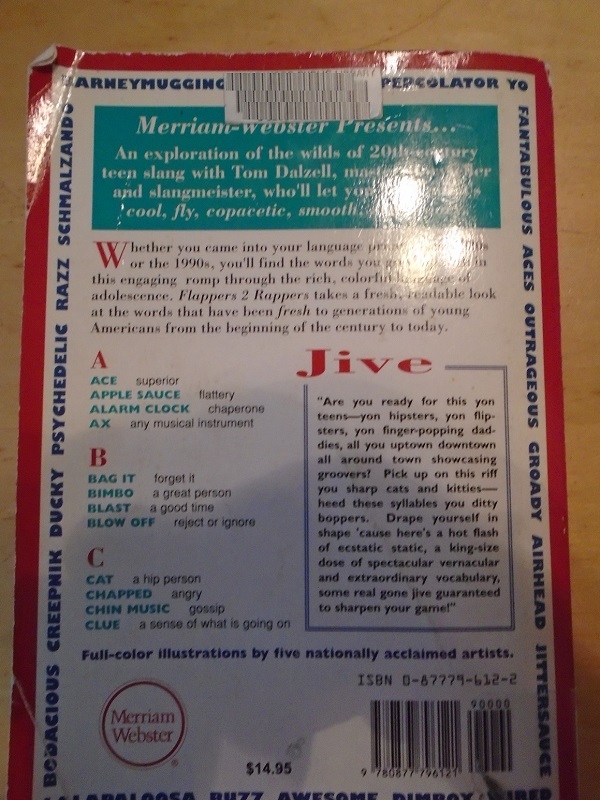 BARNEYMUGGING
PERCOLATOR YO
Merriam-Webster Presents...
An exploration of the wilds of 20th-century
teen slang with Tom Dalzell,
and slangmeister, who'll let
cool, fly, copacetic, smooth,
Whether you came into your language
or the 1990s, you'll find the words you in
this engaging romp through the rich, colorful language of
adolescence. Flappers 2 Rappers takes a fresh, readable look
at the words that have been fresh to generations of young
Americans from the beginning of the century to today.
A
ACE superior
APPLE SAUCE flattery
ALARM CLOCK chaperone
AX any musical instrument
B
BAG IT forget it
BIMBO a great person
BLAST a good time
BLOW OFF reject or ignore
C
CAT a hip person
CHAPPED angry
CHIN MUSIC gossip
CLUE a sense of what is going on
Jive
"Are you ready for this yon
teens—yon hipsters, yon flip-
sters, yon finger-popping dad-
dies, all you uptown downtown
all around town showcasing
groovers? Pick up on this riff
you sharp cats and kitties—
heed these syllables you ditty
boppers. Drape yourself in
shape 'cause here's a hot flash
of ecstatic static, a king-size
dose of spectacular vernacular
and extraordinary vocabulary,
some real gone jive guaranteed
to sharpen your game!"
Full-color illustrations by five nationally acclaimed artists.
ISBN 0-87779-612-2
90000
9 780877 796121
Merriam
Webster
®
$14.95
BODACIOUS CREEPNIK DUCKY PSYCHEDELIC RAZZ SCHMALZANDO
FANTABULOUS ACES OUTRAGEOUS GROADY AIRHEAD JITTERSAUCE
LALAPALOOSA BUZZ AWESOME DIMBOX WIRED